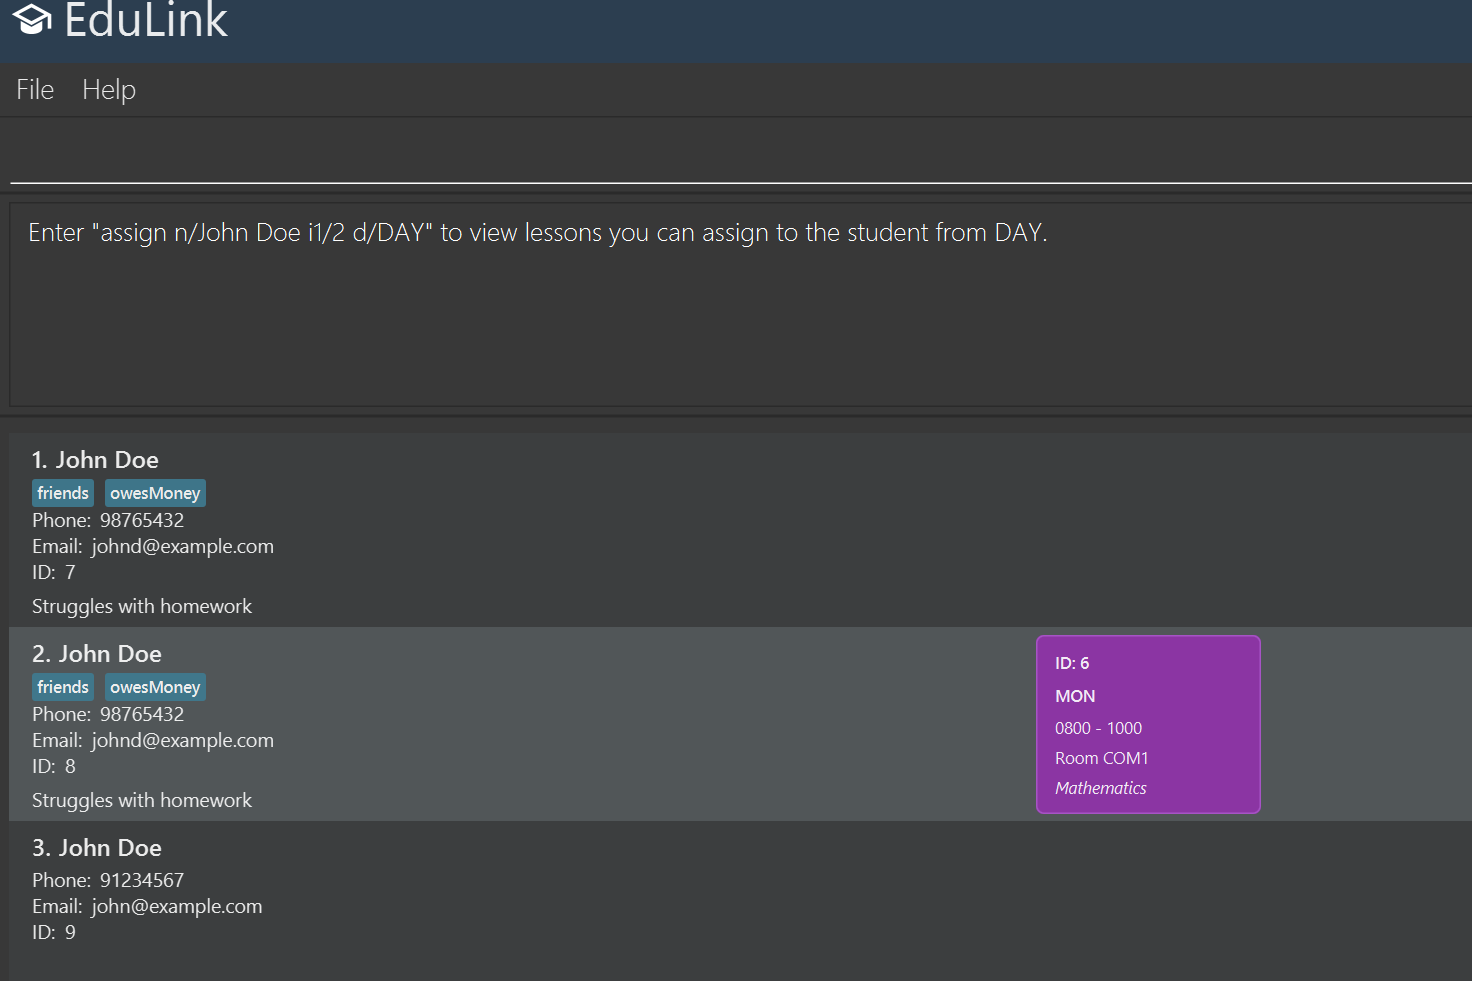 EduLink
File Help
Enter "assign n/John Doe i1/2 d/DAY" to view lessons you can assign to the student from DAY.
1. John Doe
friends owesMoney
Phone: 98765432
Email: johnd@example.com
ID: 7
Struggles with homework
2. John Doe
friends owesMoney
Phone: 98765432
Email: johnd@example.com
ID: 8
Struggles with homework
ID: 6
MON
0800 - 1000
Room COM1
Mathematics
3. John Doe
Phone: 91234567
Email: john@example.com
ID: 9